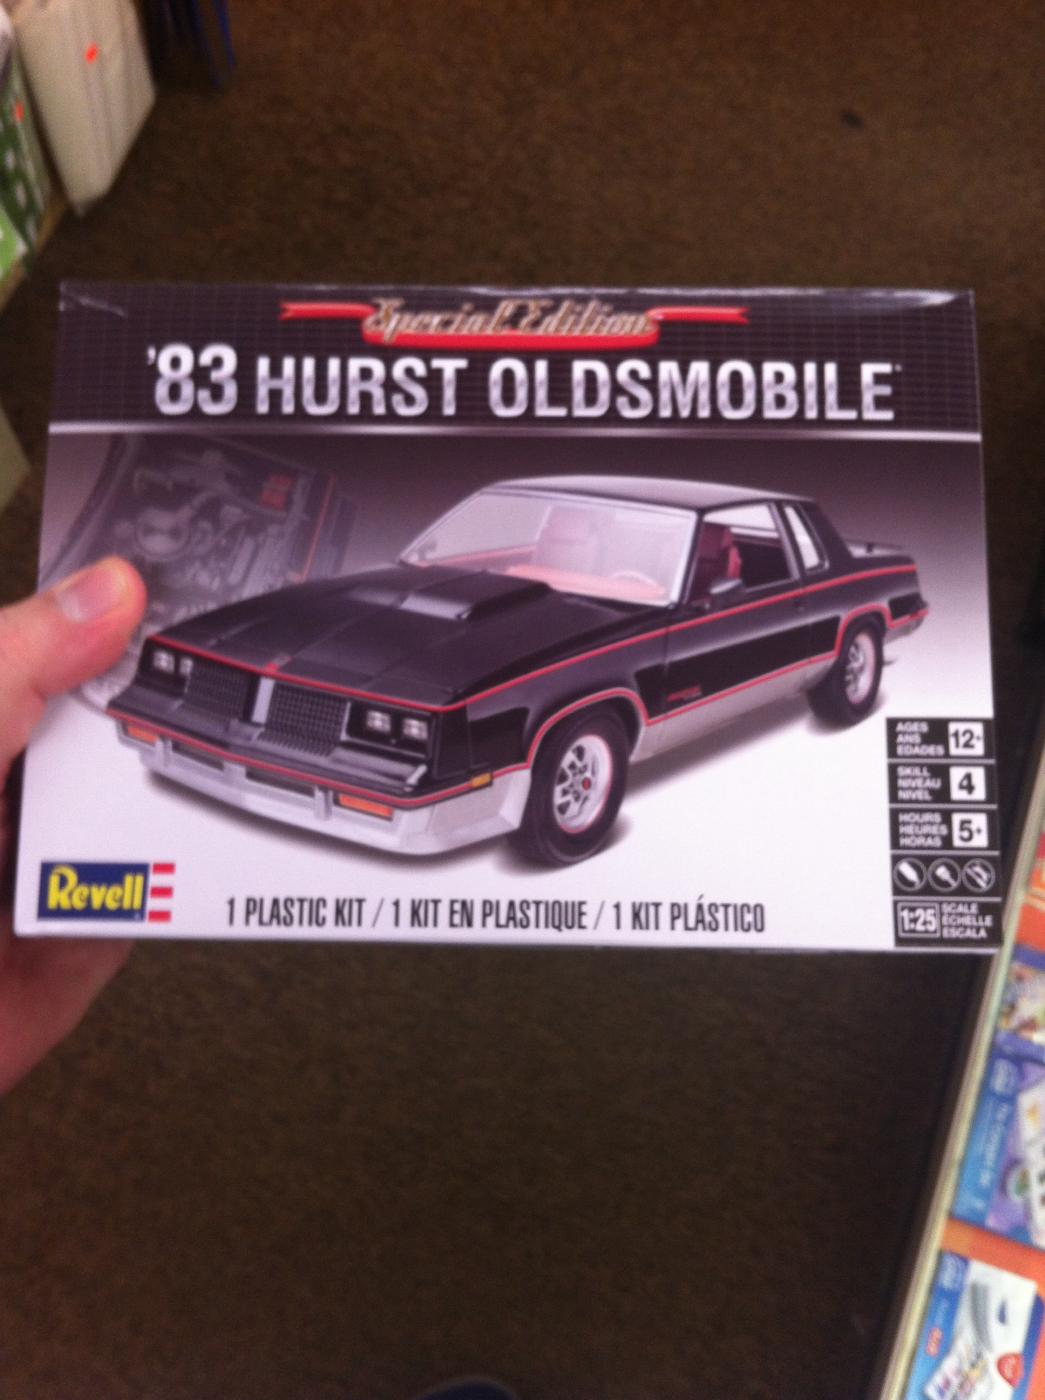 Special Edition
'83 HURST OLDSMOBILE
AGES
ANS
EDADES
12+
SKILL
NIVEAU
NIVEL
4
HOURS
HEURES
HORAS
5+
Revell
1 PLASTIC KIT / 1 KIT EN PLASTIQUE / 1 KIT PLÁSTICO
1:25
SCALE
ÉCHELLE
ESCALA